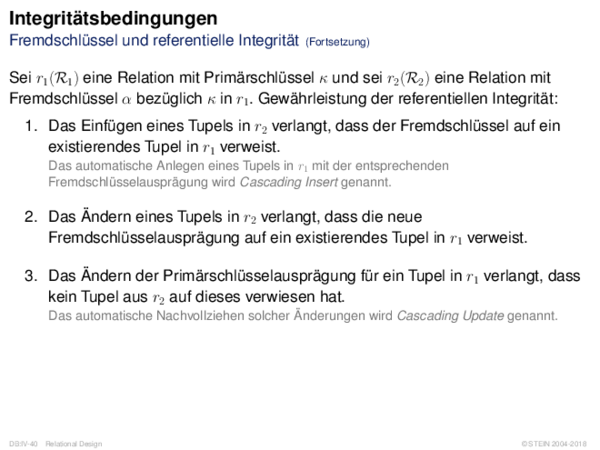 Integritätsbedingungen
Fremdschlüssel und referentielle Integrität (Fortsetzung)
Sei r₁(R₁) eine Relation mit Primärschlüssel κ und sei r₂(R₂) eine Relation mit
Fremdschlüssel α bezüglich κ in r₁. Gewährleistung der referentiellen Integrität:
1. Das Einfügen eines Tupels in r₂ verlangt, dass der Fremdschlüssel auf ein
existierendes Tupel in r₁ verweist.
Das automatische Anlegen eines Tupels in r₁ mit der entsprechenden
Fremdschlüsselausprägung wird Cascading Insert genannt.
2. Das Ändern eines Tupels in r₂ verlangt, dass die neue
Fremdschlüsselausprägung auf ein existierendes Tupel in r₁ verweist.
3. Das Ändern der Primärschlüsselausprägung für ein Tupel in r₁ verlangt, dass
kein Tupel aus r₂ auf dieses verwiesen hat.
Das automatische Nachvollziehen solcher Änderungen wird Cascading Update genannt.
DB:IV-40 Relational Design © STEIN 2004-2018